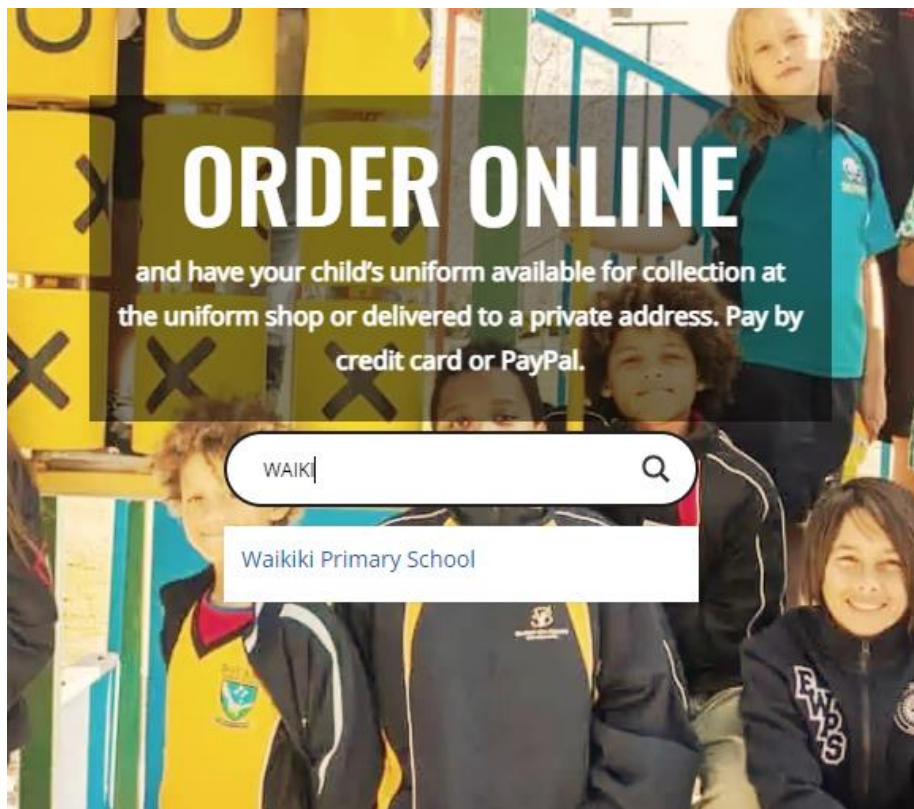 ORDER ONLINE
and have your child's uniform available for collection at
the uniform shop or delivered to a private address. Pay by
credit card or PayPal.
WAIKI
Waikiki Primary School
EWPS